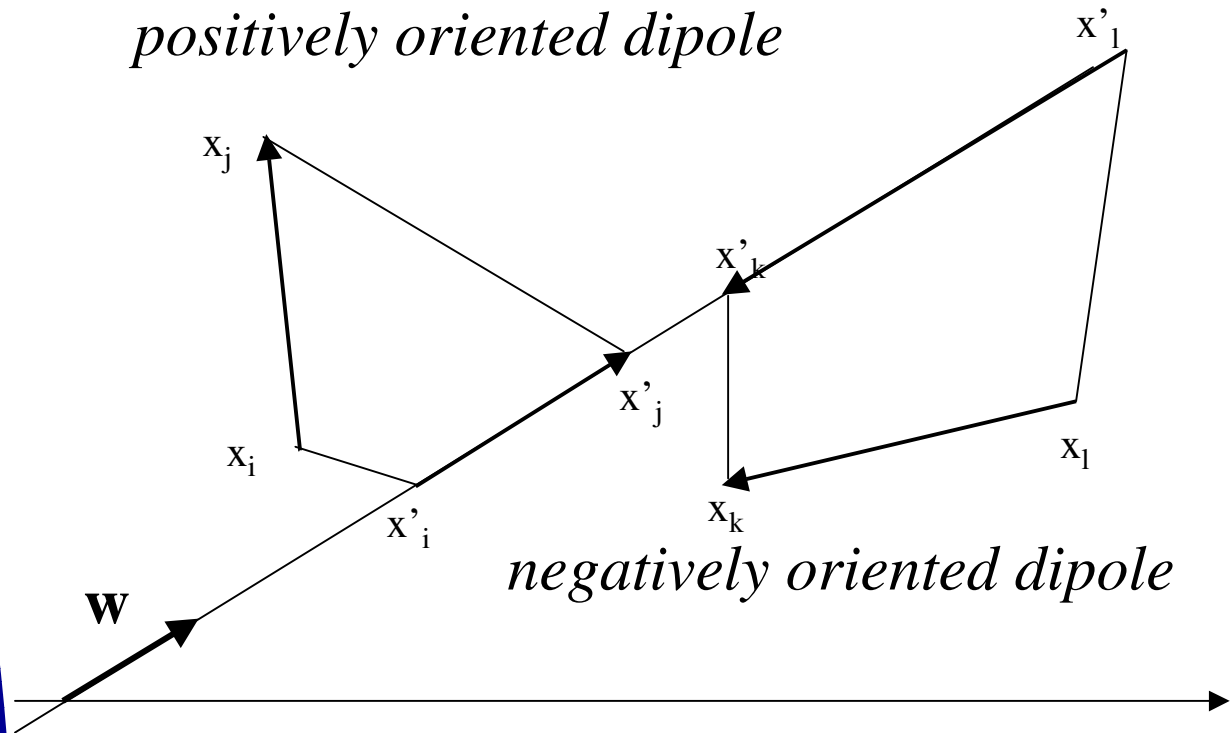 positively oriented dipole
x'l
xj
x'k
x'j
xi
xl
xk
x'i
negatively oriented dipole
w